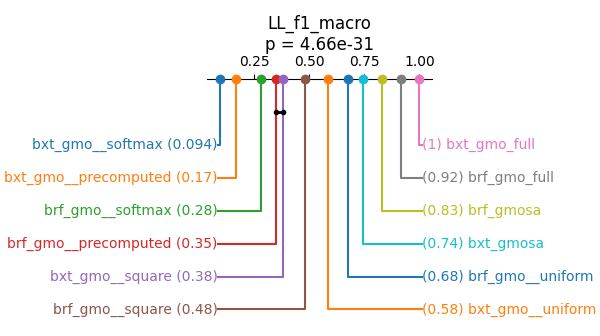 LL_f1_macro
p = 4.66e-31
0.25 0.50 0.75 1.00
bxt_gmo__softmax (0.094) (1) bxt_gmo_full
bxt_gmo__precomputed (0.17) (0.92) brf_gmo_full
brf_gmo__softmax (0.28) (0.83) brf_gmosa
brf_gmo__precomputed (0.35) (0.74) bxt_gmosa
bxt_gmo__square (0.38) (0.68) brf_gmo__uniform
brf_gmo__square (0.48) (0.58) bxt_gmo__uniform